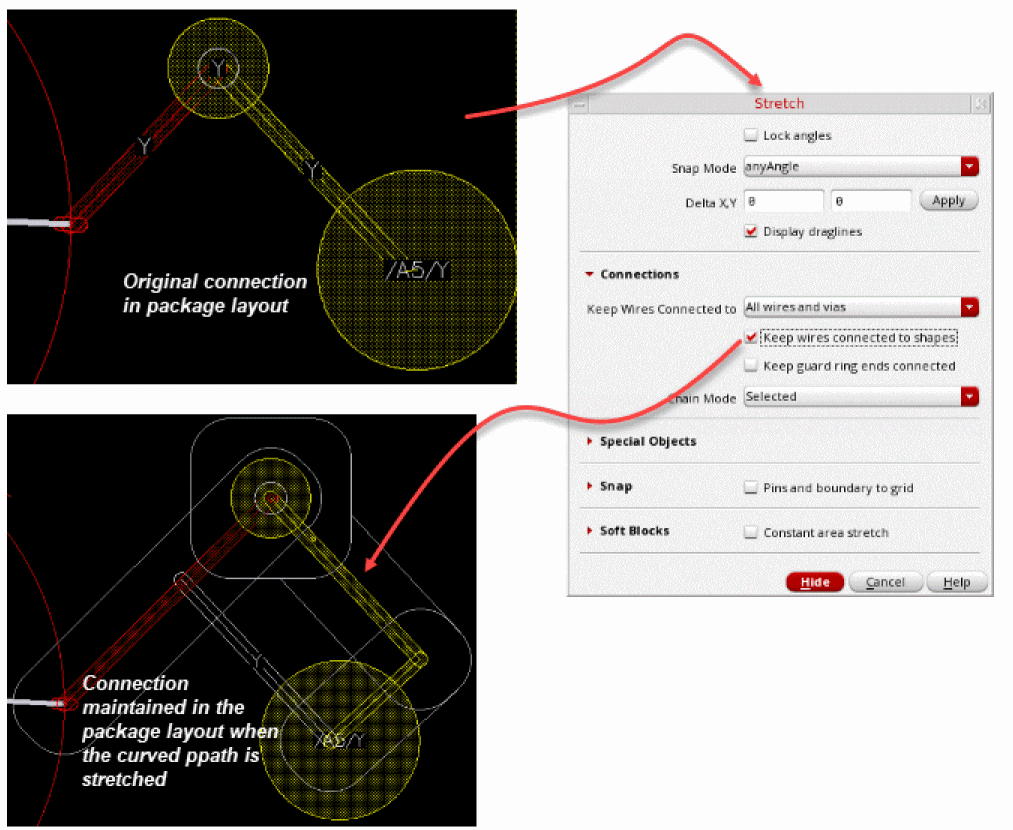 Y
Y
Y
/A5/Y
Original connection
in package layout
Stretch
Lock angles
Snap Mode anyAngle
Delta X,Y 0 0 Apply
Display draglines
Connections
Keep Wires Connected to All wires and vias
Keep wires connected to shapes
Keep guard ring ends connected
Chain Mode Selected
Special Objects
Snap Pins and boundary to grid
Soft Blocks Constant area stretch
Hide Cancel Help
Y
/A5/Y
Connection
maintained in the
package layout when
the curved ppath is
stretched